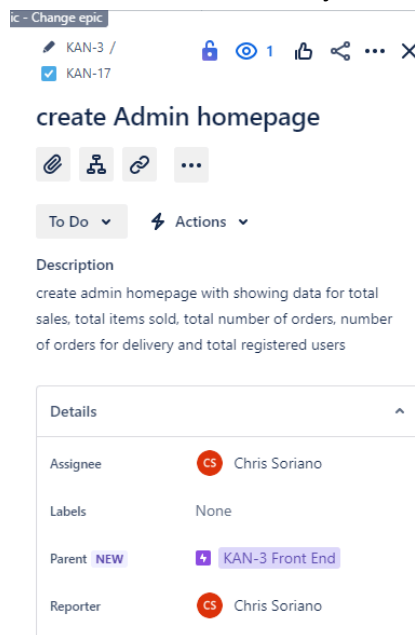 ic - Change epic
KAN-3 /
1
KAN-17
create Admin homepage
To Do
Actions
Description
create admin homepage with showing data for total
sales, total items sold, total number of orders, number
of orders for delivery and total registered users
Details
Assignee CS Chris Soriano
Labels None
Parent NEW KAN-3 Front End
Reporter CS Chris Soriano